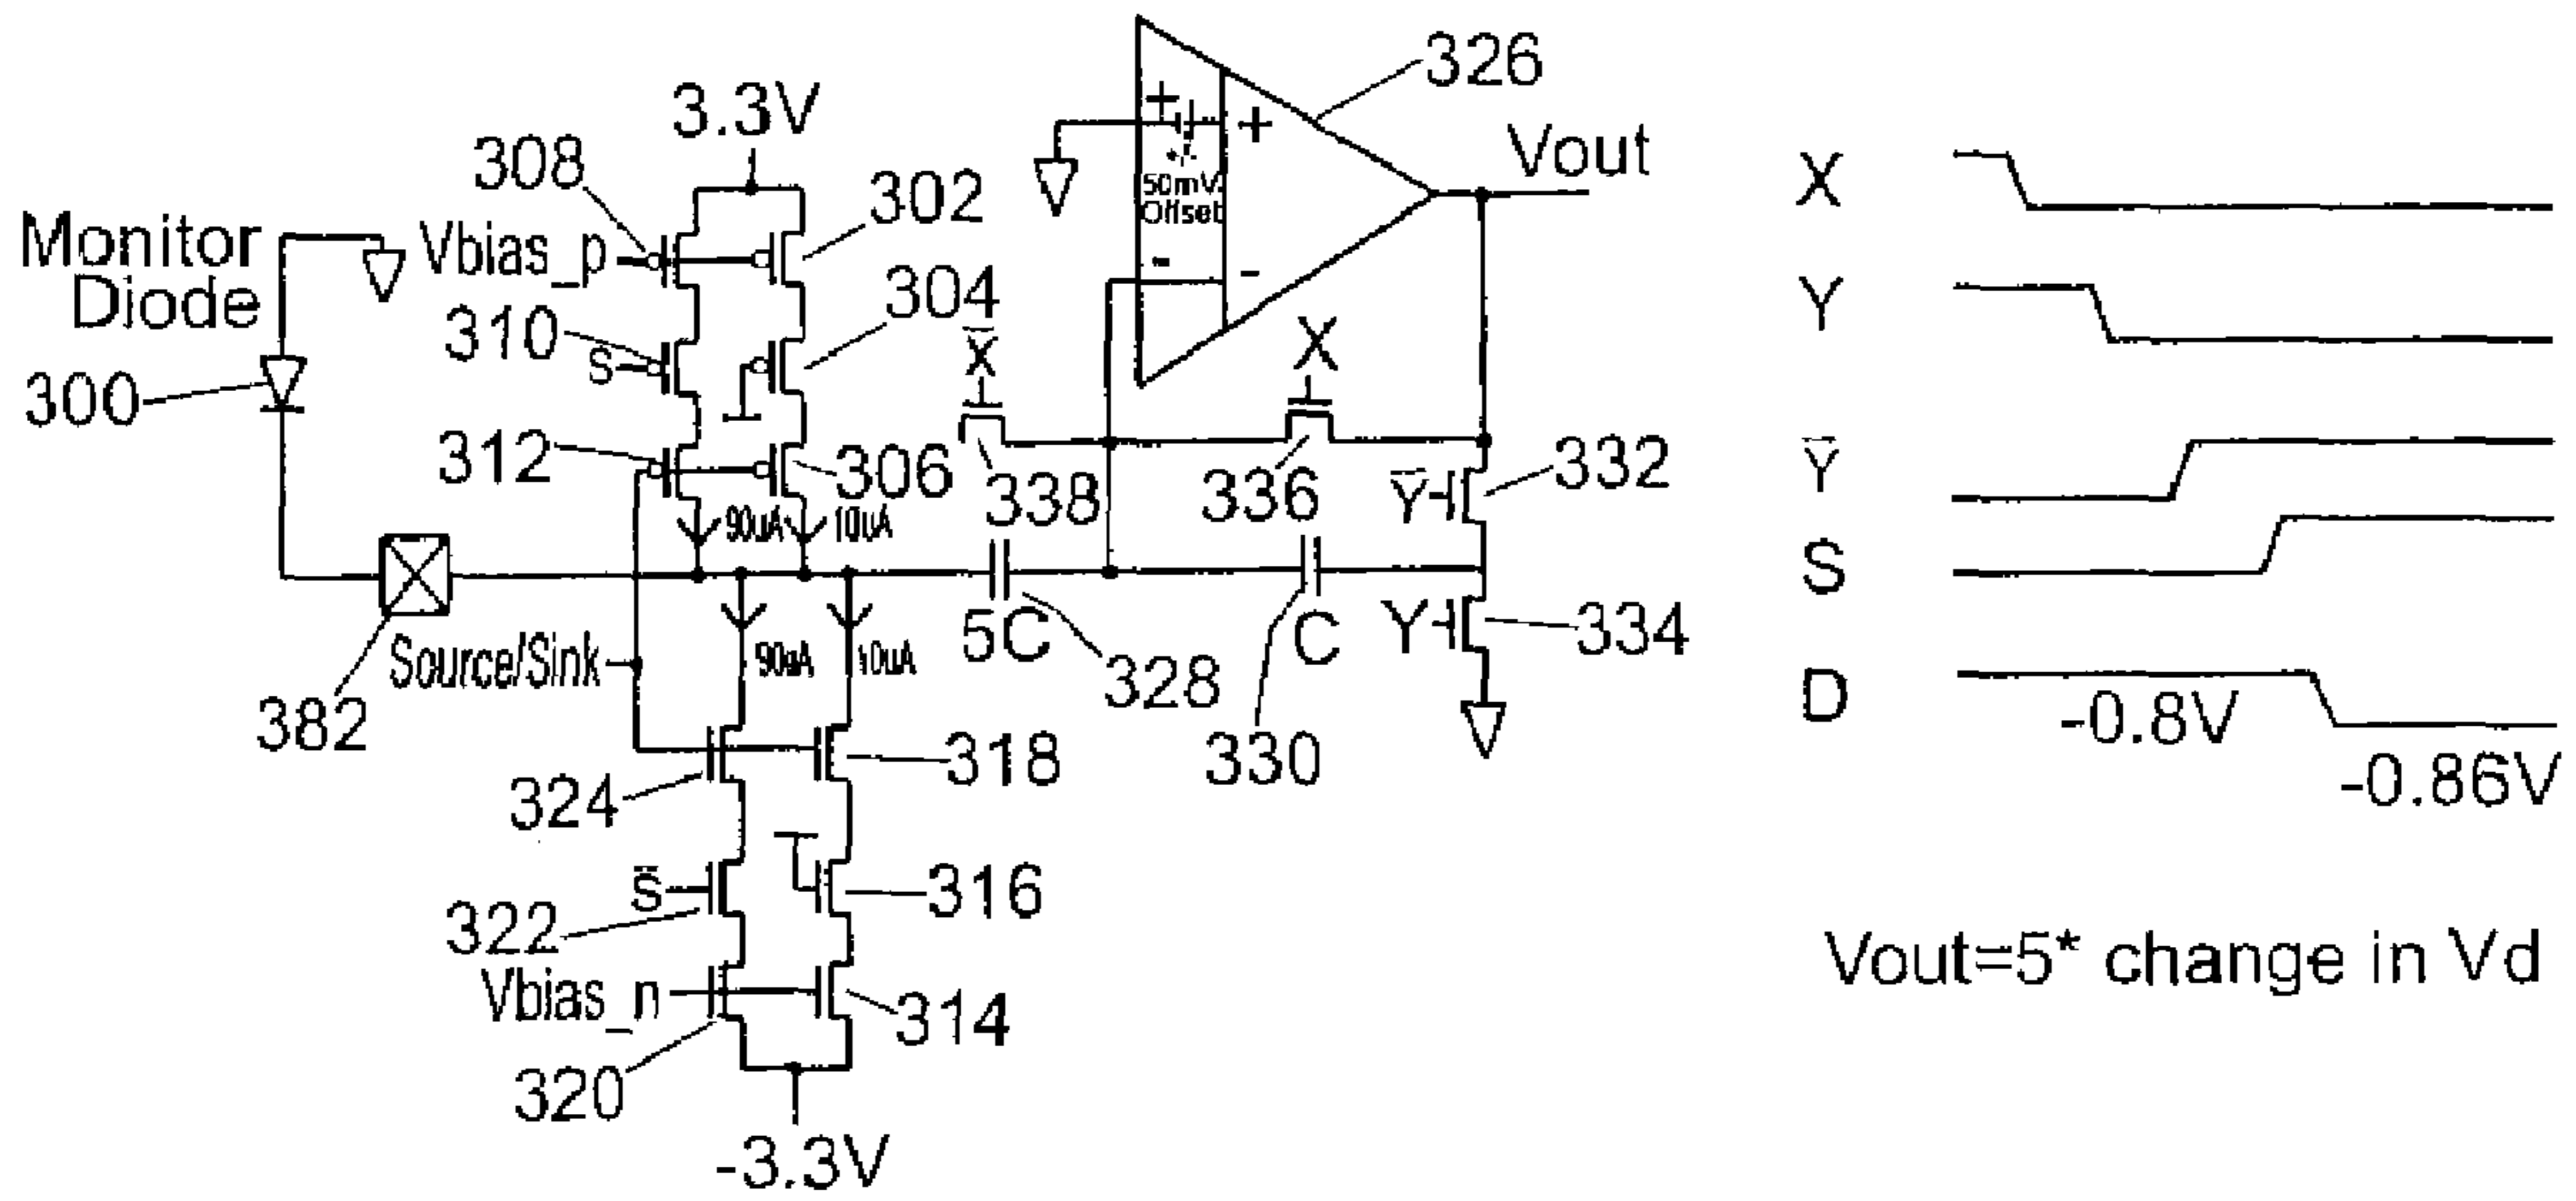 326
3.3V
Vout
308
302
+
+
+/-
50mV
Offset
-
-
Monitor
Diode
Vbias_p
304
310
S
X̅
X
300
312
306
338
336
332
Y̅
90uA
10uA
5C
C
Y
334
Source/Sink
90uA
10uA
328
382
330
318
324
S̅
316
322
Vbias_n
314
320
-3.3V
X
Y
Y̅
S
D
-0.8V
-0.86V
Vout=5* change in Vd